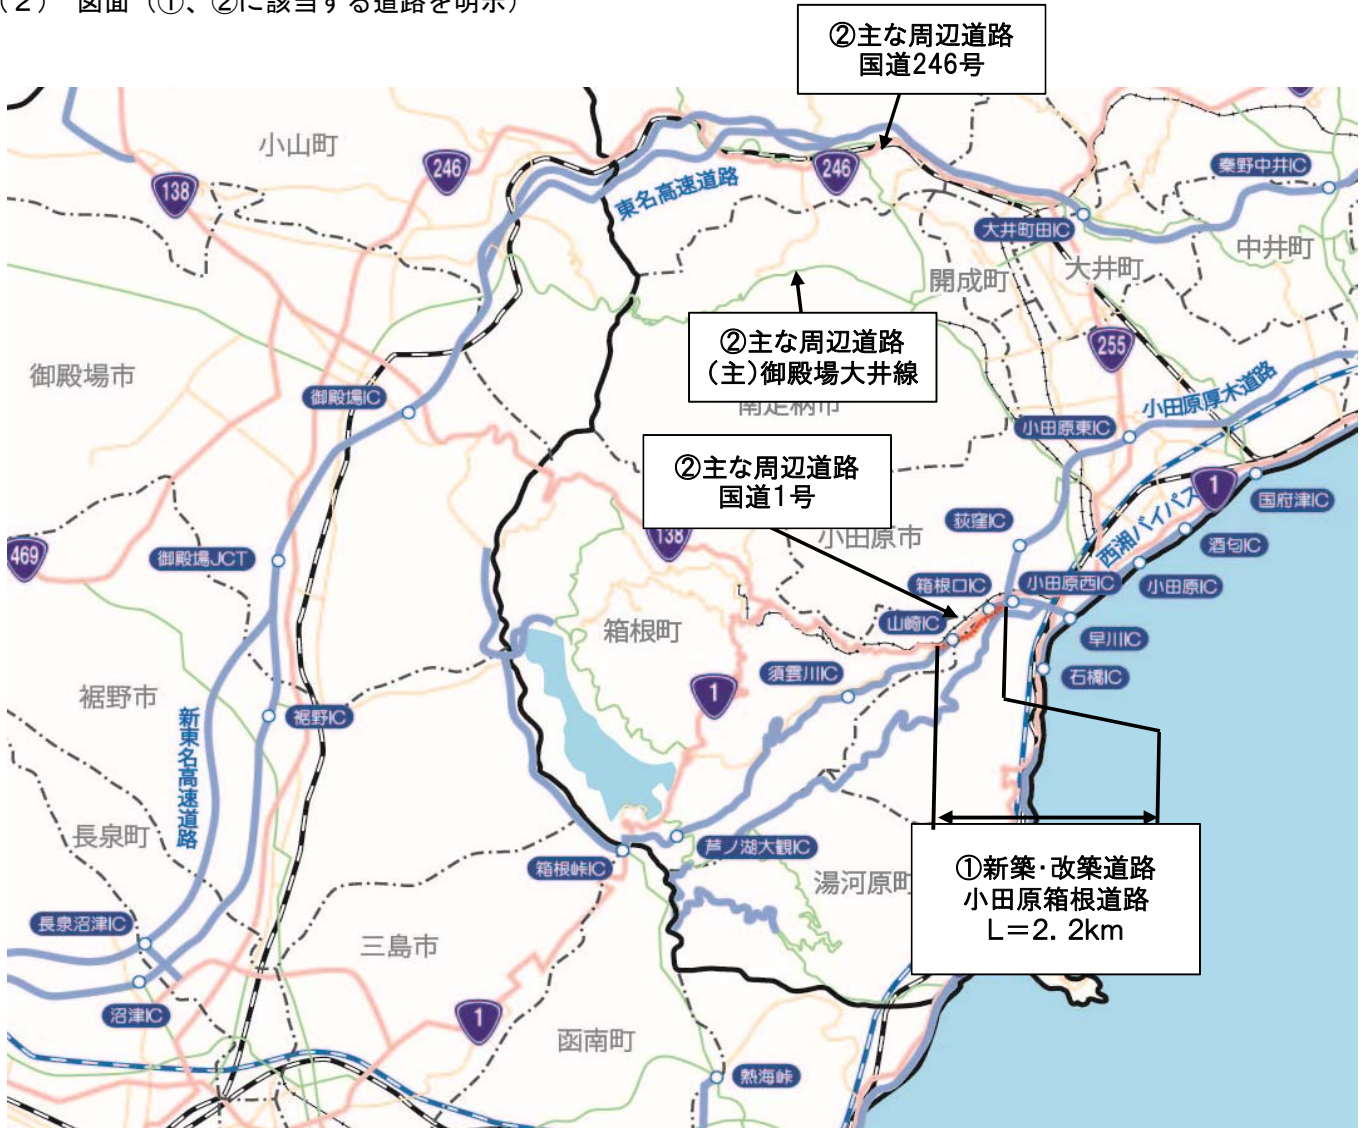 （２）　図面（①、②に該当する道路を明示）
②主な周辺道路
国道246号
小山町
246
138
246
東名高速道路
秦野中井IC
大井町田IC
中井町
大井町
開成町
②主な周辺道路
（主）御殿場大井線
255
御殿場市
御殿場IC
南足柄市
小田原厚木道路
小田原東IC
②主な周辺道路
国道1号
1
国府津IC
西湘バイパス
荻窪IC
小田原市
138
酒匂IC
469
御殿場JCT
箱根口IC
小田原西IC
小田原IC
山崎IC
箱根町
早川IC
須雲川IC
石橋IC
1
裾野市
裾野IC
新東名高速道路
長泉町
芦ノ湖大観IC
箱根峠IC
湯河原町
①新築・改築道路
小田原箱根道路
L＝2．2km
長泉沼津IC
三島市
沼津IC
1
函南町
熱海峠